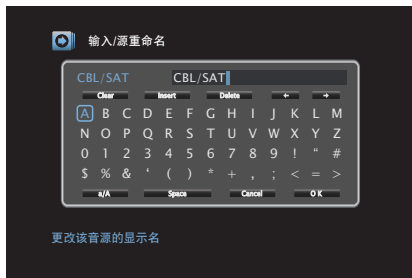 输入/源重命名
CBL/SAT CBL/SAT
Clear Insert Delete ← →
A B C D E F G H I J K L M
N O P Q R S T U V W X Y Z
0 1 2 3 4 5 6 7 8 9 ! “ #
$ % & ‘ ( ) * + , ; < = >
a/A Space Cancel OK
更改该音源的显示名